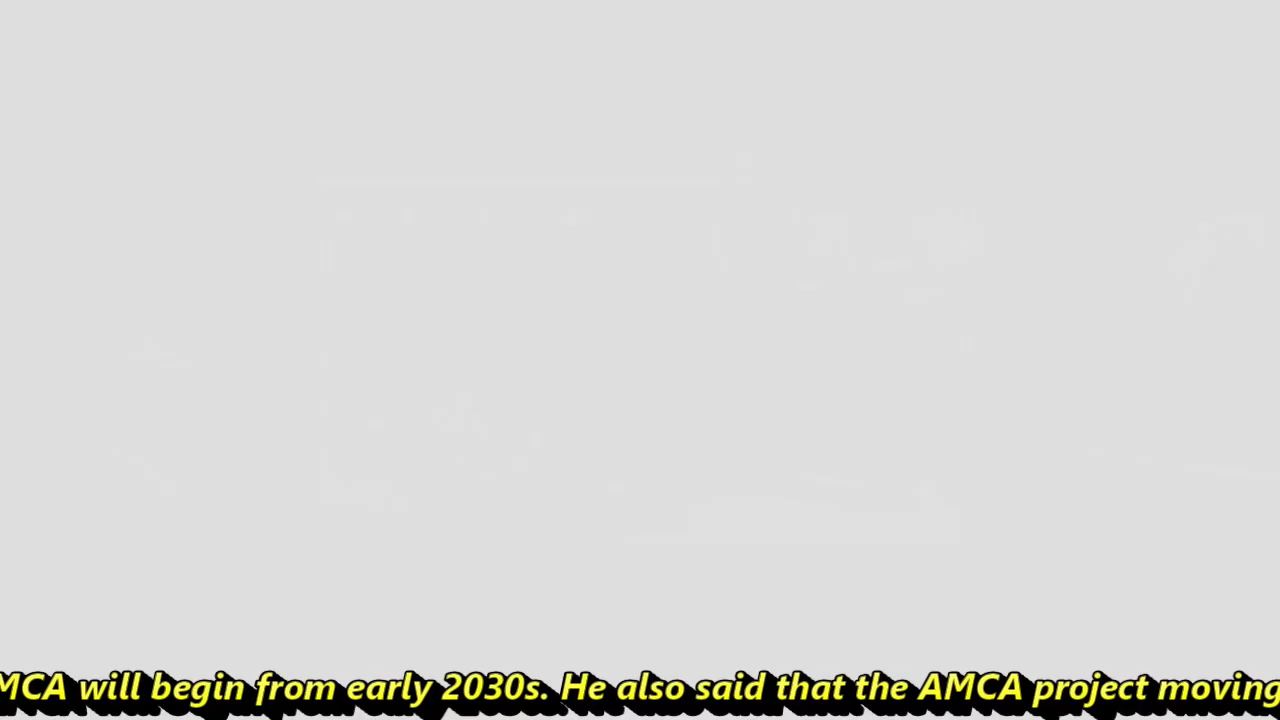 MCA will begin from early 2030s. He also said that the AMCA project moving